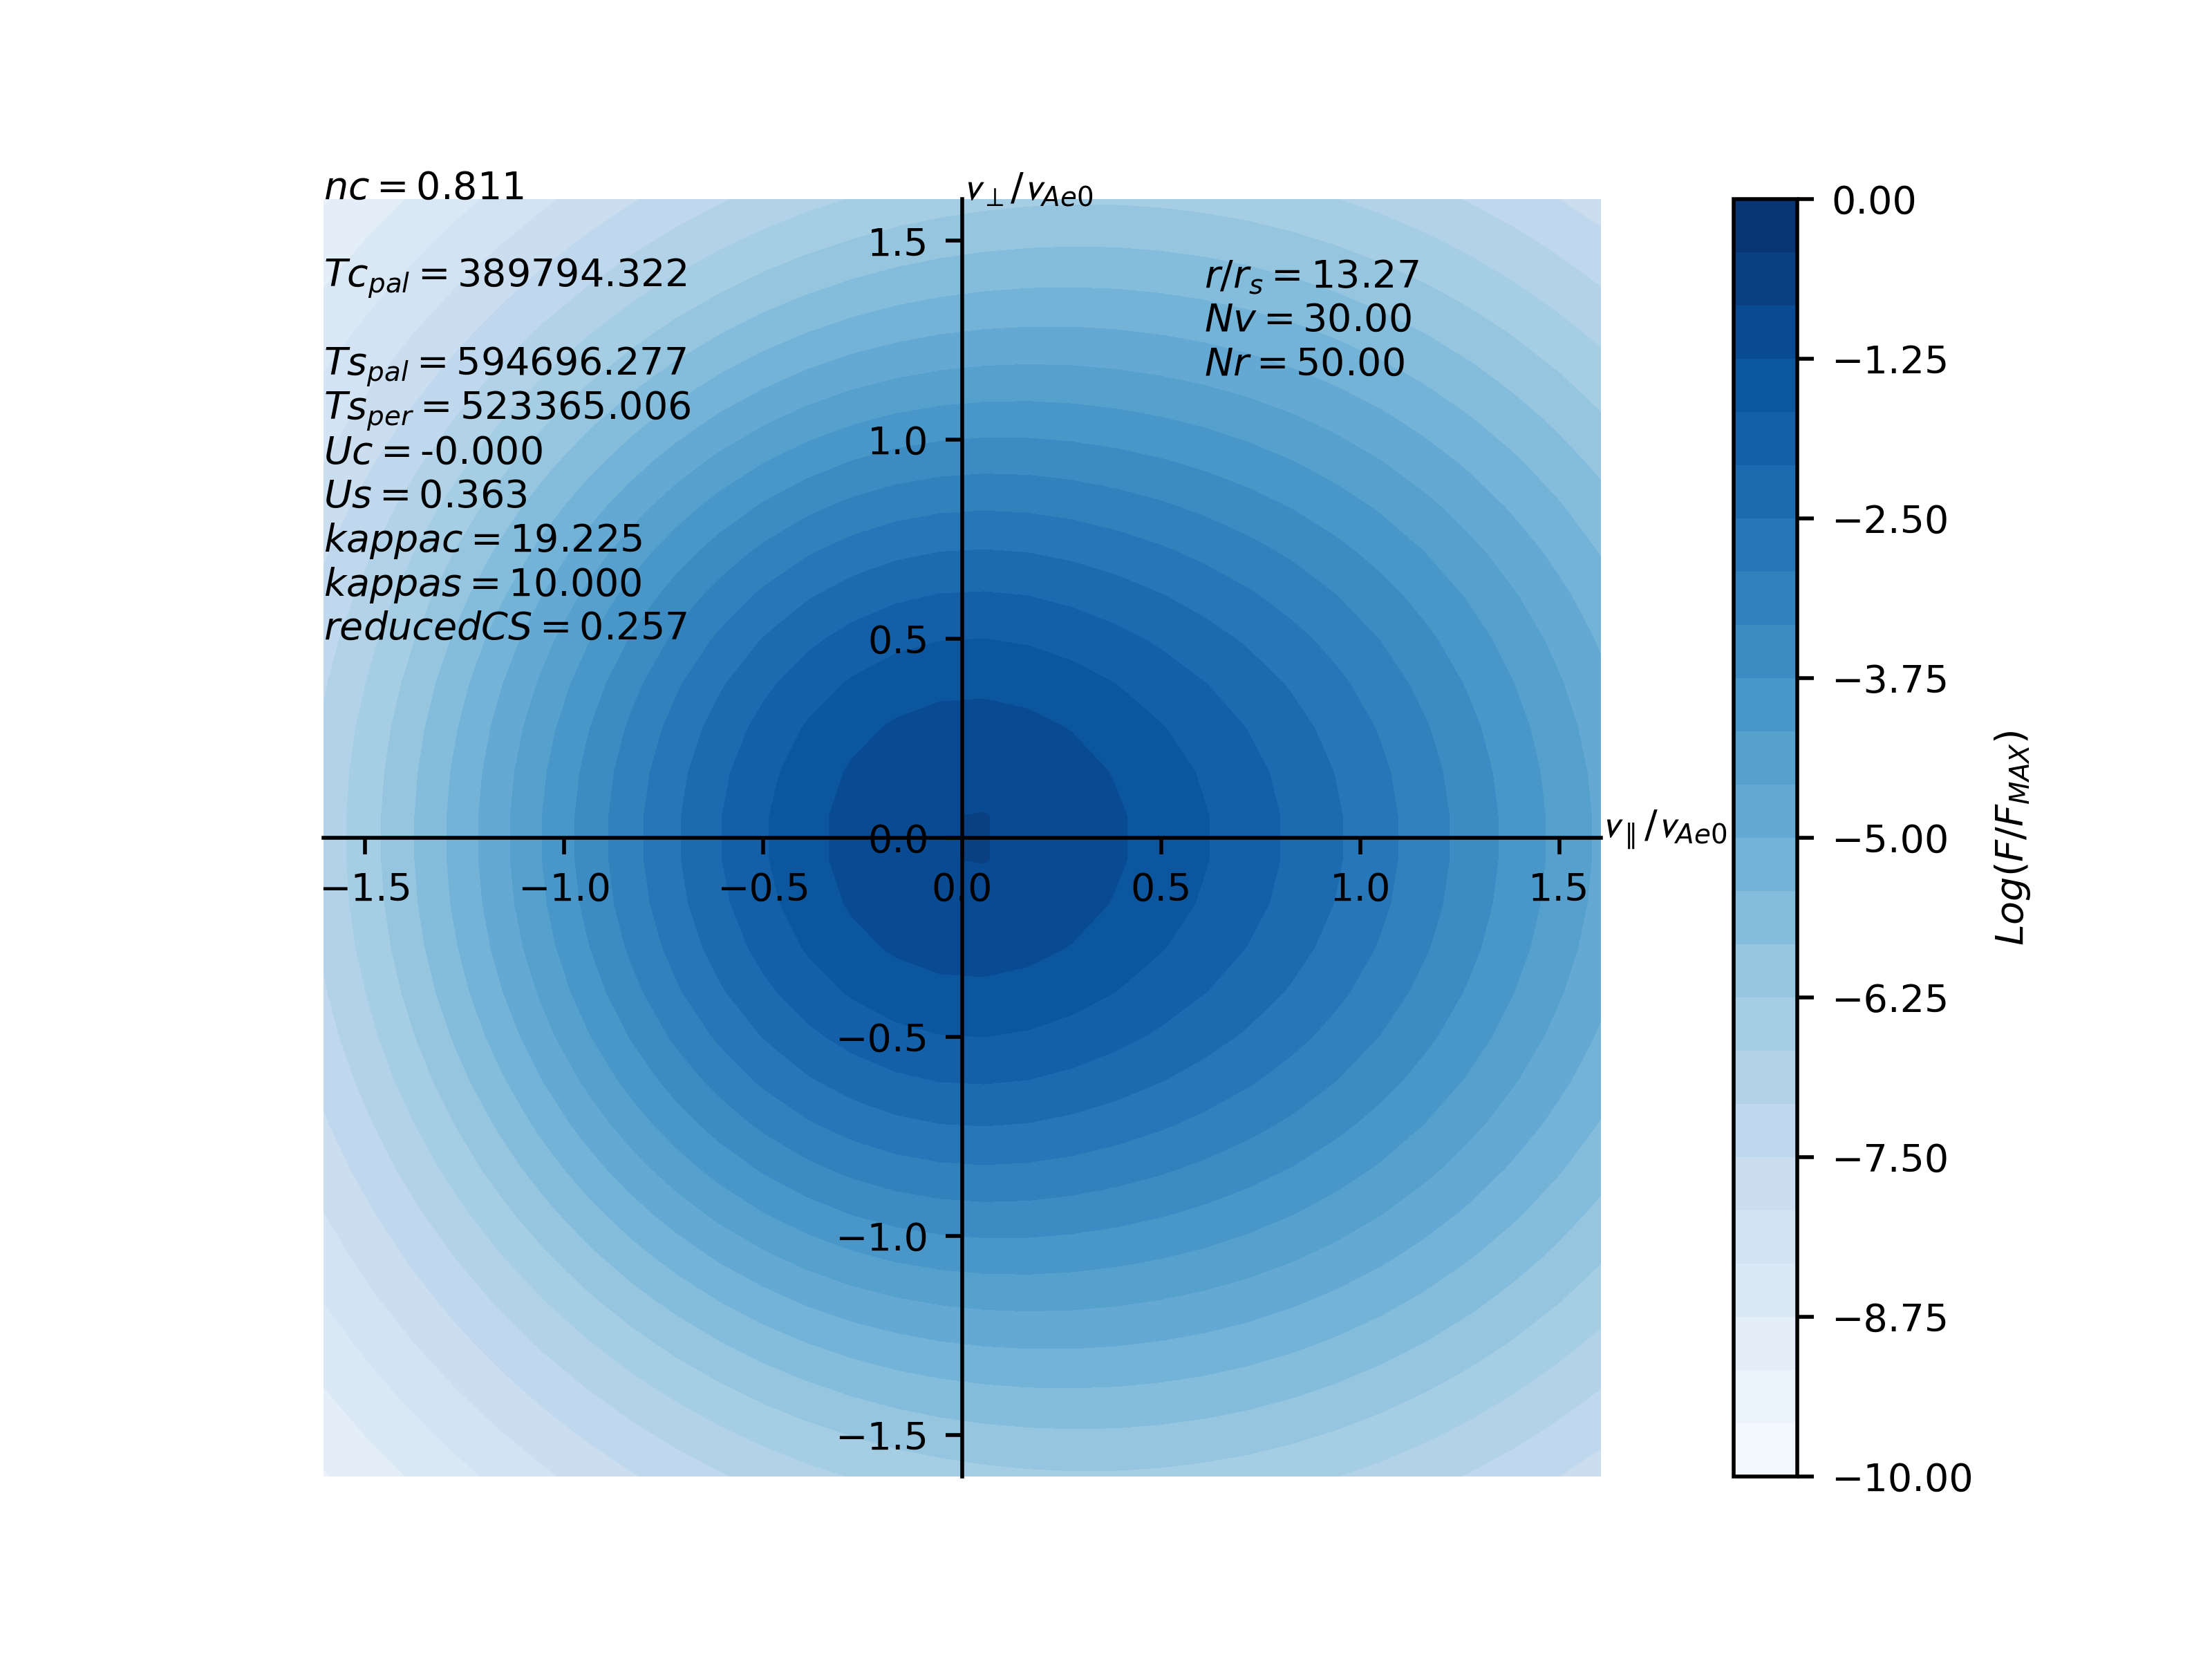 nc = 0.811
v⊥/vAe0
Tcpal = 389794.322
Tspal = 594696.277
Tsper = 523365.006
Uc = -0.000
Us = 0.363
kappac = 19.225
kappas = 10.000
reducedCS = 0.257
r/rs = 13.27
Nv = 30.00
Nr = 50.00
1.5
1.0
0.5
0.0
−0.5
−1.0
−1.5
−1.5 −1.0 −0.5 0.0 0.5 1.0 1.5
v∥/vAe0
0.00
−1.25
−2.50
−3.75
−5.00
−6.25
−7.50
−8.75
−10.00
Log(F/FMAX)